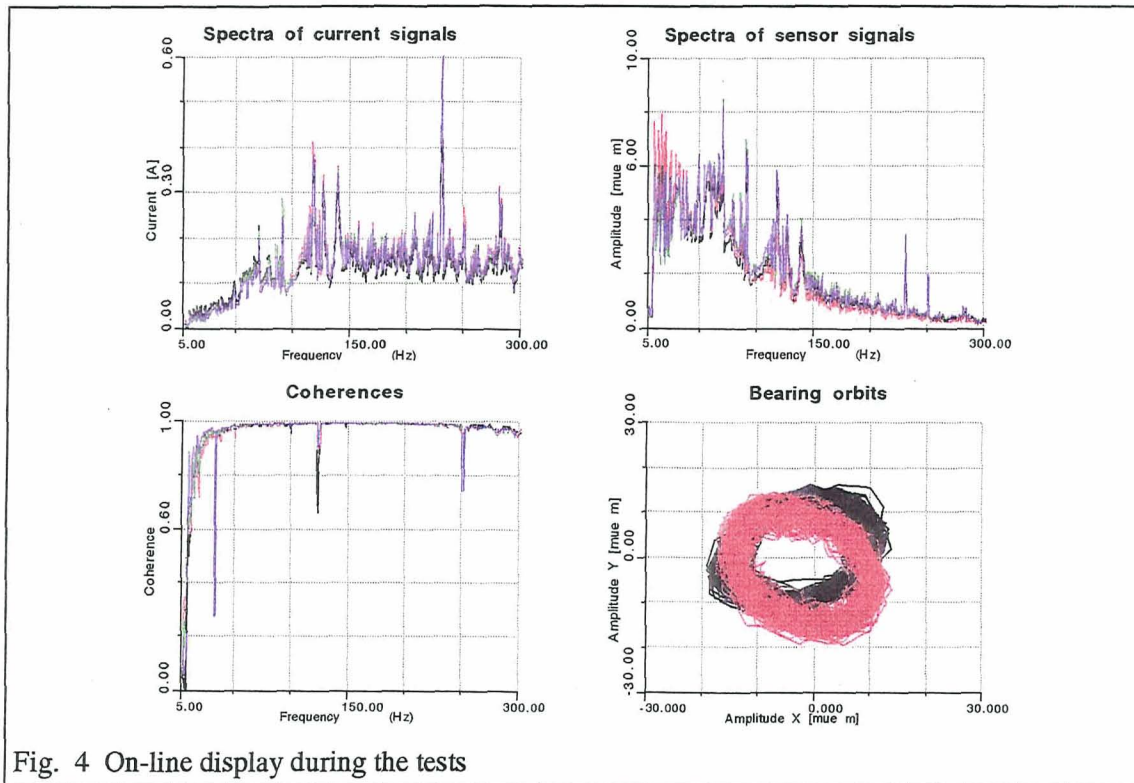 Spectra of current signals
0.60
0.30
0.00
Current [A]
5.00
150.00
300.00
Frequency (Hz)
Spectra of sensor signals
10.00
6.00
0.00
Amplitude [mue m]
5.00
150.00
300.00
Frequency (Hz)
Coherences
1.00
0.60
0.00
Coherence
5.00
150.00
300.00
Frequency (Hz)
Bearing orbits
30.00
0.00
-30.00
Amplitude Y [mue m]
-30.000
0.000
30.000
Amplitude X [mue m]
Fig. 4 On-line display during the tests